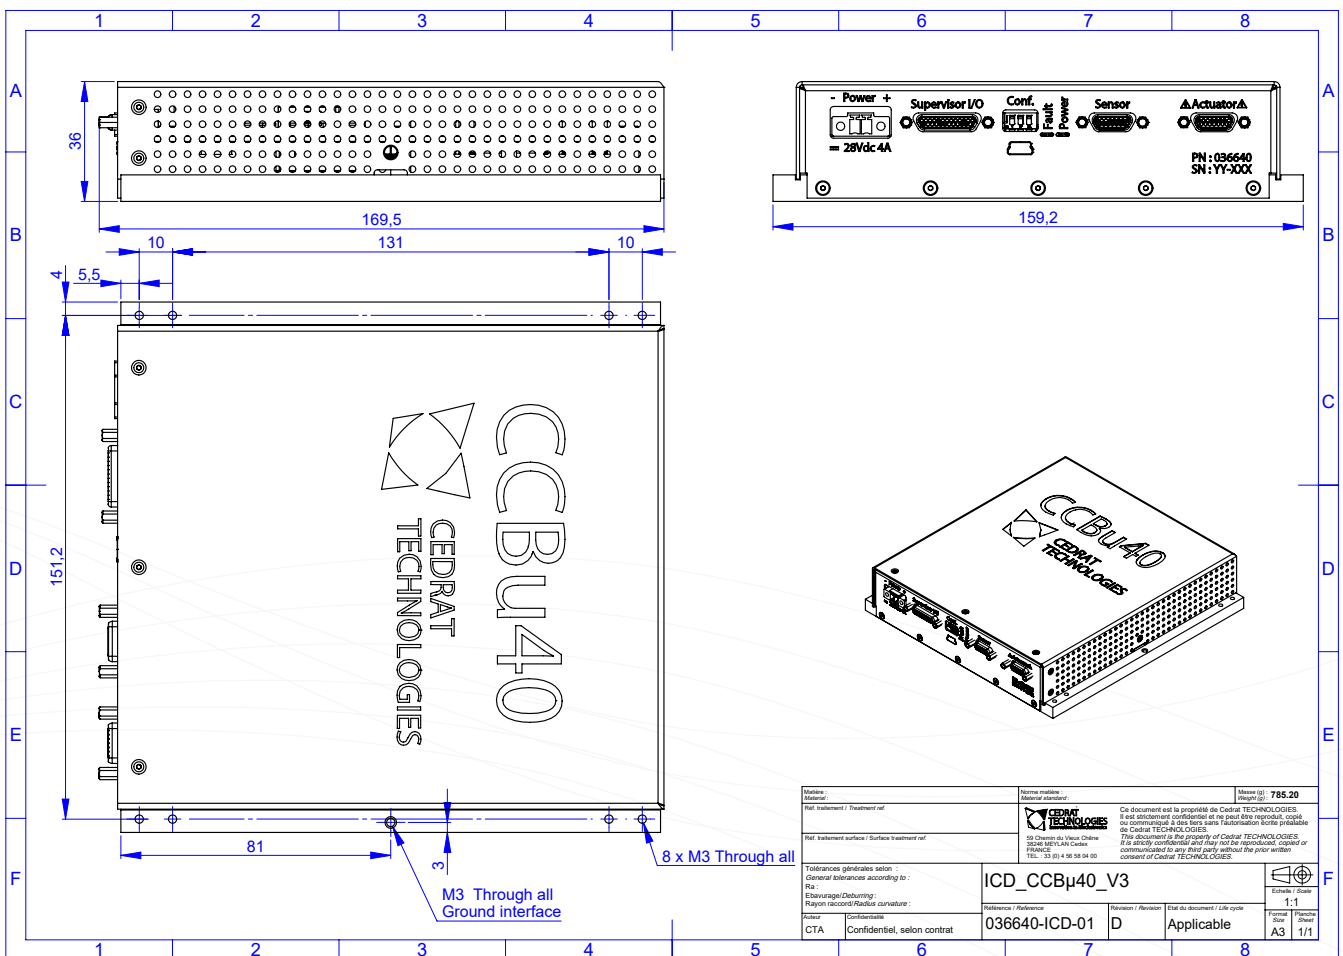 1 2 3 4 5 6 7 8
A A
B B
C C
D D
E E
F F
1 2 3 4 5 6 7 8
36
169,5
10 131 10
5,5
4
151,2
81
3
CCBu40
CEDRAT
TECHNOLOGIES
8 x M3 Through all
M3 Through all
Ground interface
- Power +
28Vdc 4A
Supervisor I/O
Conf.
Fault
Power
Sensor
Actuator
PN : 036640
SN : YY-XXX
159,2
CCBu40
CEDRAT
TECHNOLOGIES
Matière :
Material :
Norme matière :
Material standard :
Masse (g) :
Weight (g) : 785.20
Réf. traitement / Treatment ref.
Réf. traitement surface / Surface treatment ref.
CEDRAT
TECHNOLOGIES
59 Chemin du Vieux Chêne
38246 MEYLAN Cedex
FRANCE
TEL. : 33 (0) 4 56 58 04 00
Ce document est la propriété de Cedrat TECHNOLOGIES.
Il est strictement confidentiel et ne peut être reproduit, copié
ou communiqué à des tiers sans l'autorisation écrite préalable
de Cedrat TECHNOLOGIES.
This document is the property of Cedrat TECHNOLOGIES.
It is strictly confidential and may not be reproduced, copied or
communicated to any third party without the prior written
consent of Cedrat TECHNOLOGIES.
Tolérances générales selon :
General tolerances according to :
Ra :
Ebavurage/Deburring :
Rayon raccord/Radius curvature :
ICD_CCBµ40_V3
Echelle / Scale
1:1
Auteur
CTA
Confidentialité
Confidentiel, selon contrat
Référence / Reference
036640-ICD-01
Révision / Revision
D
Etat du document / Life cycle
Applicable
Format
Size
A3
Planche
Sheet
1/1